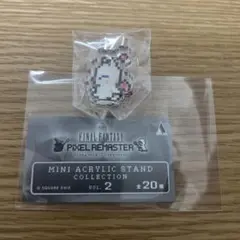 FINAL FANTASY
PIXEL REMASTER
MINI ACRYLIC STAND
COLLECTION
© SQUARE ENIX VOL. 2 全20種